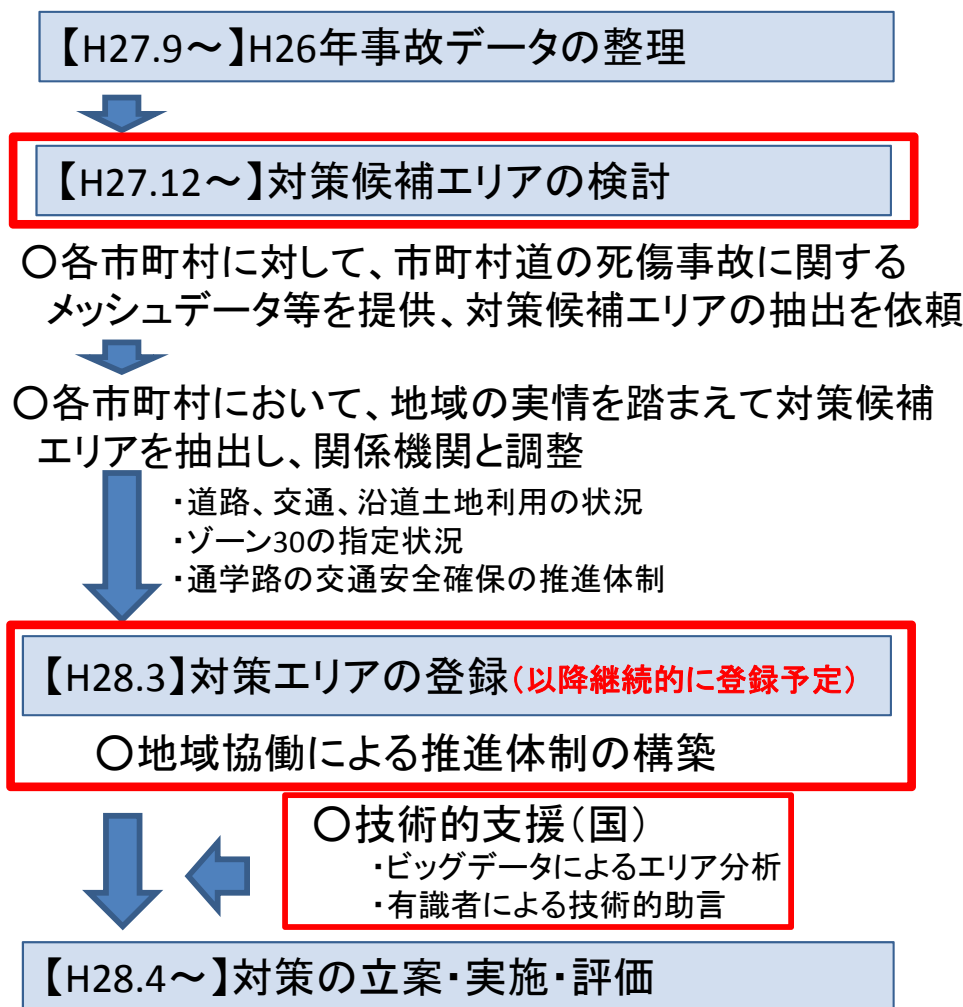 【H27.9～】H26年事故データの整理
【H27.12～】対策候補エリアの検討
○各市町村に対して、市町村道の死傷事故に関する
メッシュデータ等を提供、対策候補エリアの抽出を依頼
○各市町村において、地域の実情を踏まえて対策候補
エリアを抽出し、関係機関と調整
・道路、交通、沿道土地利用の状況
・ゾーン30の指定状況
・通学路の交通安全確保の推進体制
【H28.3】対策エリアの登録（以降継続的に登録予定）
○地域協働による推進体制の構築
○技術的支援（国）
・ビッグデータによるエリア分析
・有識者による技術的助言
【H28.4～】対策の立案・実施・評価